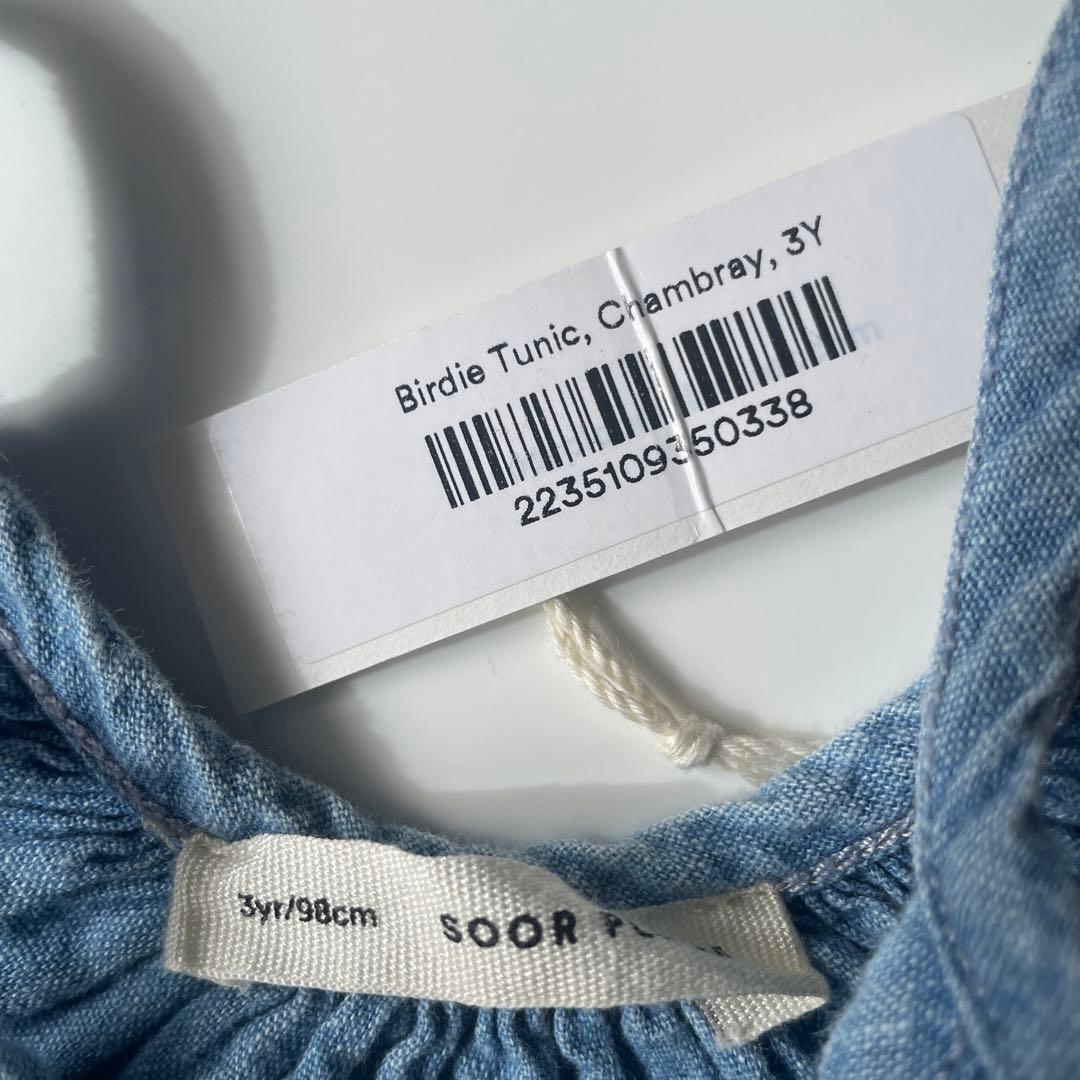 Birdie Tunic, Chambray, 3Y
2235109350338
3yr/98cm SOOR